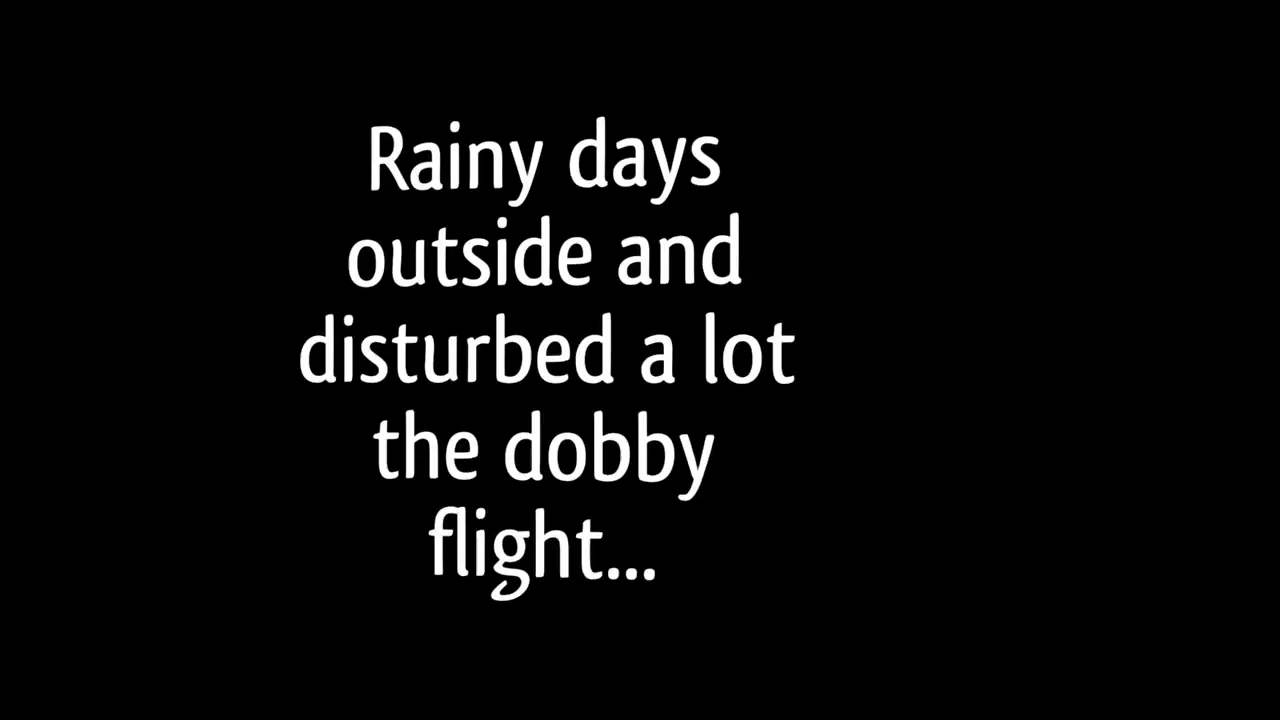 Rainy days
outside and
disturbed a lot
the dobby
flight...